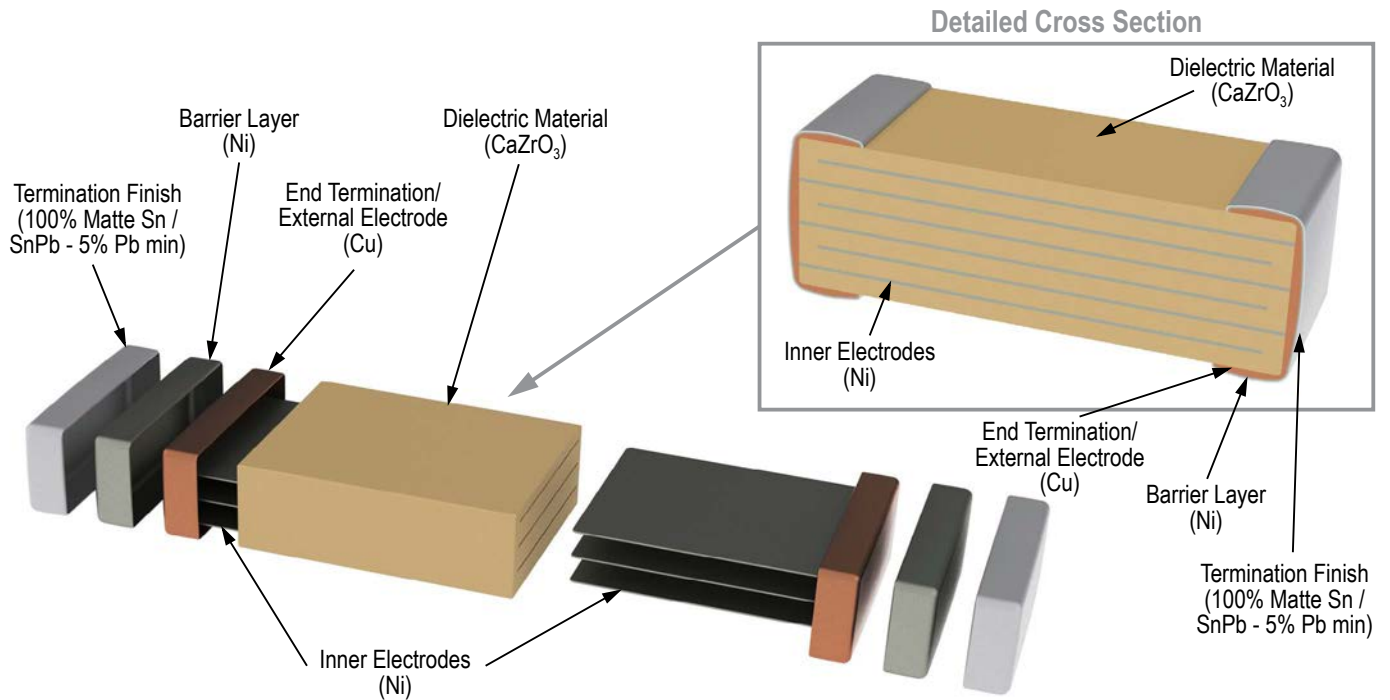 Detailed Cross Section
Dielectric Material
(CaZrO₃)
Barrier Layer
(Ni)
Dielectric Material
(CaZrO₃)
Termination Finish
(100% Matte Sn /
SnPb - 5% Pb min)
End Termination/
External Electrode
(Cu)
Inner Electrodes
(Ni)
End Termination/
External Electrode
(Cu)
Barrier Layer
(Ni)
Termination Finish
(100% Matte Sn /
SnPb - 5% Pb min)
Inner Electrodes
(Ni)